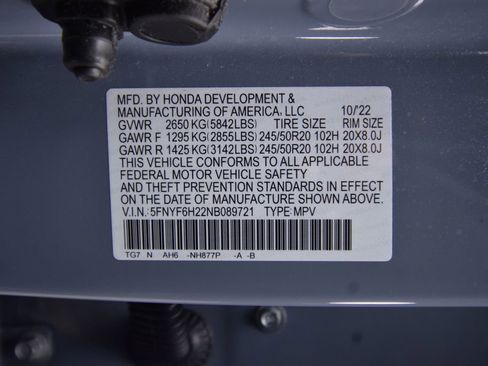 MFD. BY HONDA DEVELOPMENT &
MANUFACTURING OF AMERICA, LLC 10/'22
GVWR 2650 KG(5842LBS) TIRE SIZE RIM SIZE
GAWR F 1295 KG(2855LBS) 245/50R20 102H 20X8.0J
GAWR R 1425 KG(3142LBS) 245/50R20 102H 20X8.0J
THIS VEHICLE CONFORMS TO ALL APPLICABLE
FEDERAL MOTOR VEHICLE SAFETY
AND THEFT PREVENTION STANDARDS IN EFFECT
ON THE DATE OF MANUFACTURE SHOWN ABOVE.
V.I.N.: 5FNYF6H22NB089721 TYPE: MPV
TG7 N AH6 -NH877P -A -B